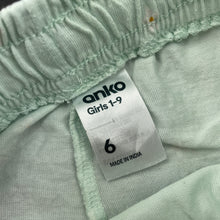 anko
Girls 1-9
6
MADE IN INDIA